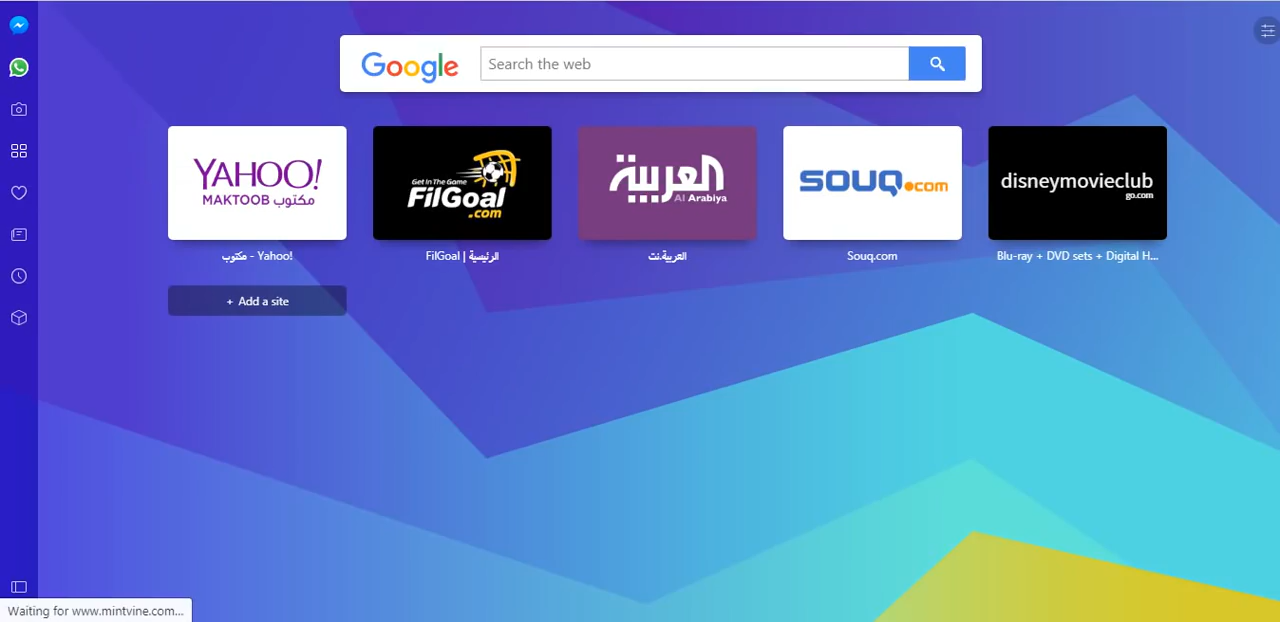 Google
Search the web
YAHOO!
MAKTOOB مكتوب
Get In The Game
FilGoal
.com
العربية
Al Arabiya
SOUQ.com
disneymovieclub
go.com
مكتوب - Yahoo!
FilGoal | الرئيسية
العربية.نت
Souq.com
Blu-ray + DVD sets + Digital H...
+ Add a site
Waiting for www.mintvine.com...